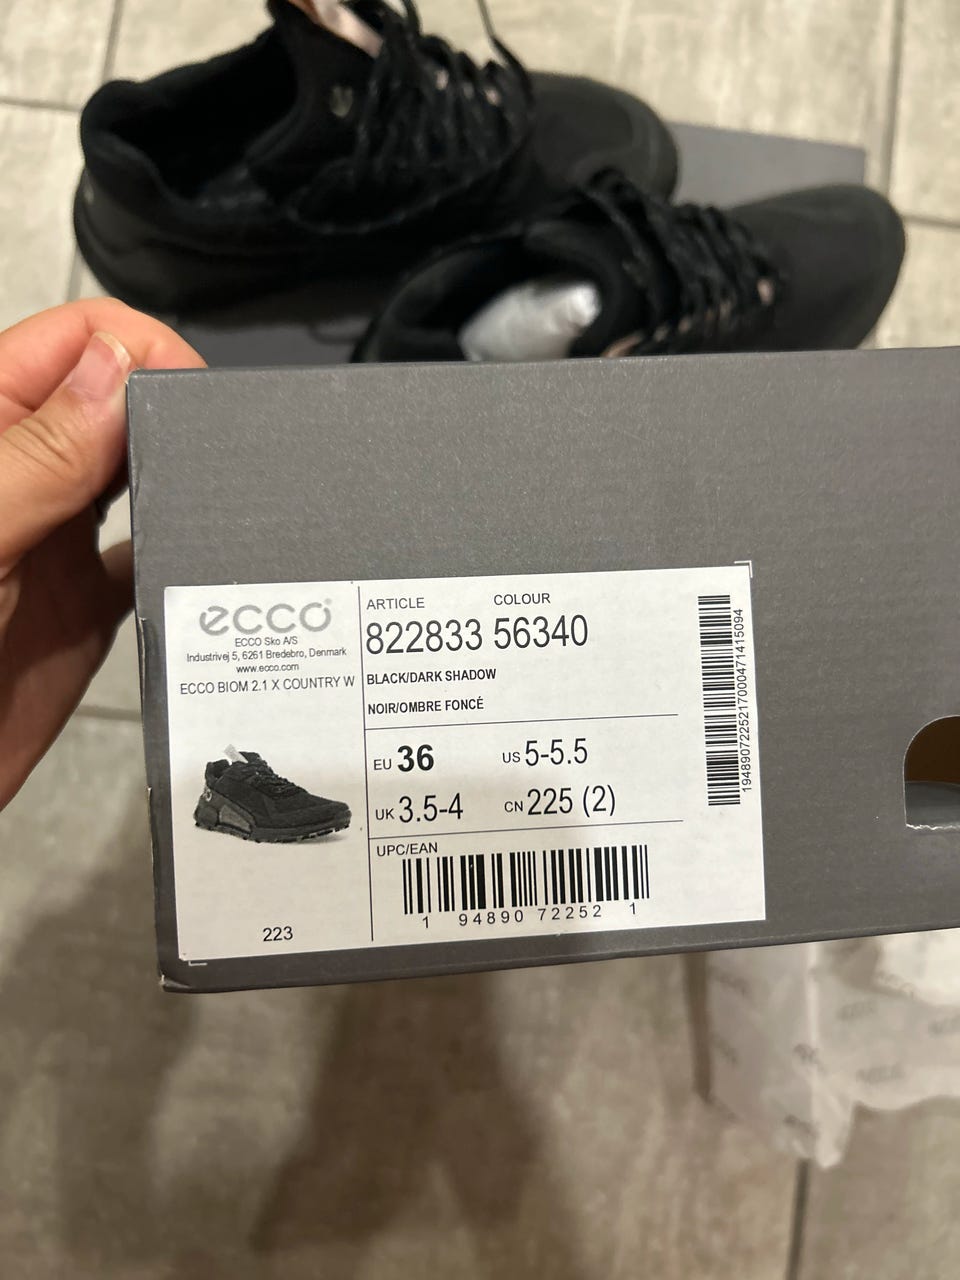 ecco®
ECCO Sko A/S
Industrivej 5, 6261 Bredebro, Denmark
www.ecco.com
ECCO BIOM 2.1 X COUNTRY W
223
ARTICLE COLOUR
822833 56340
BLACK/DARK SHADOW
NOIR/OMBRE FONCÉ
EU 36 US 5-5.5
UK 3.5-4 CN 225 (2)
UPC/EAN
1 94890 72252 1
19489072252170004714150​94